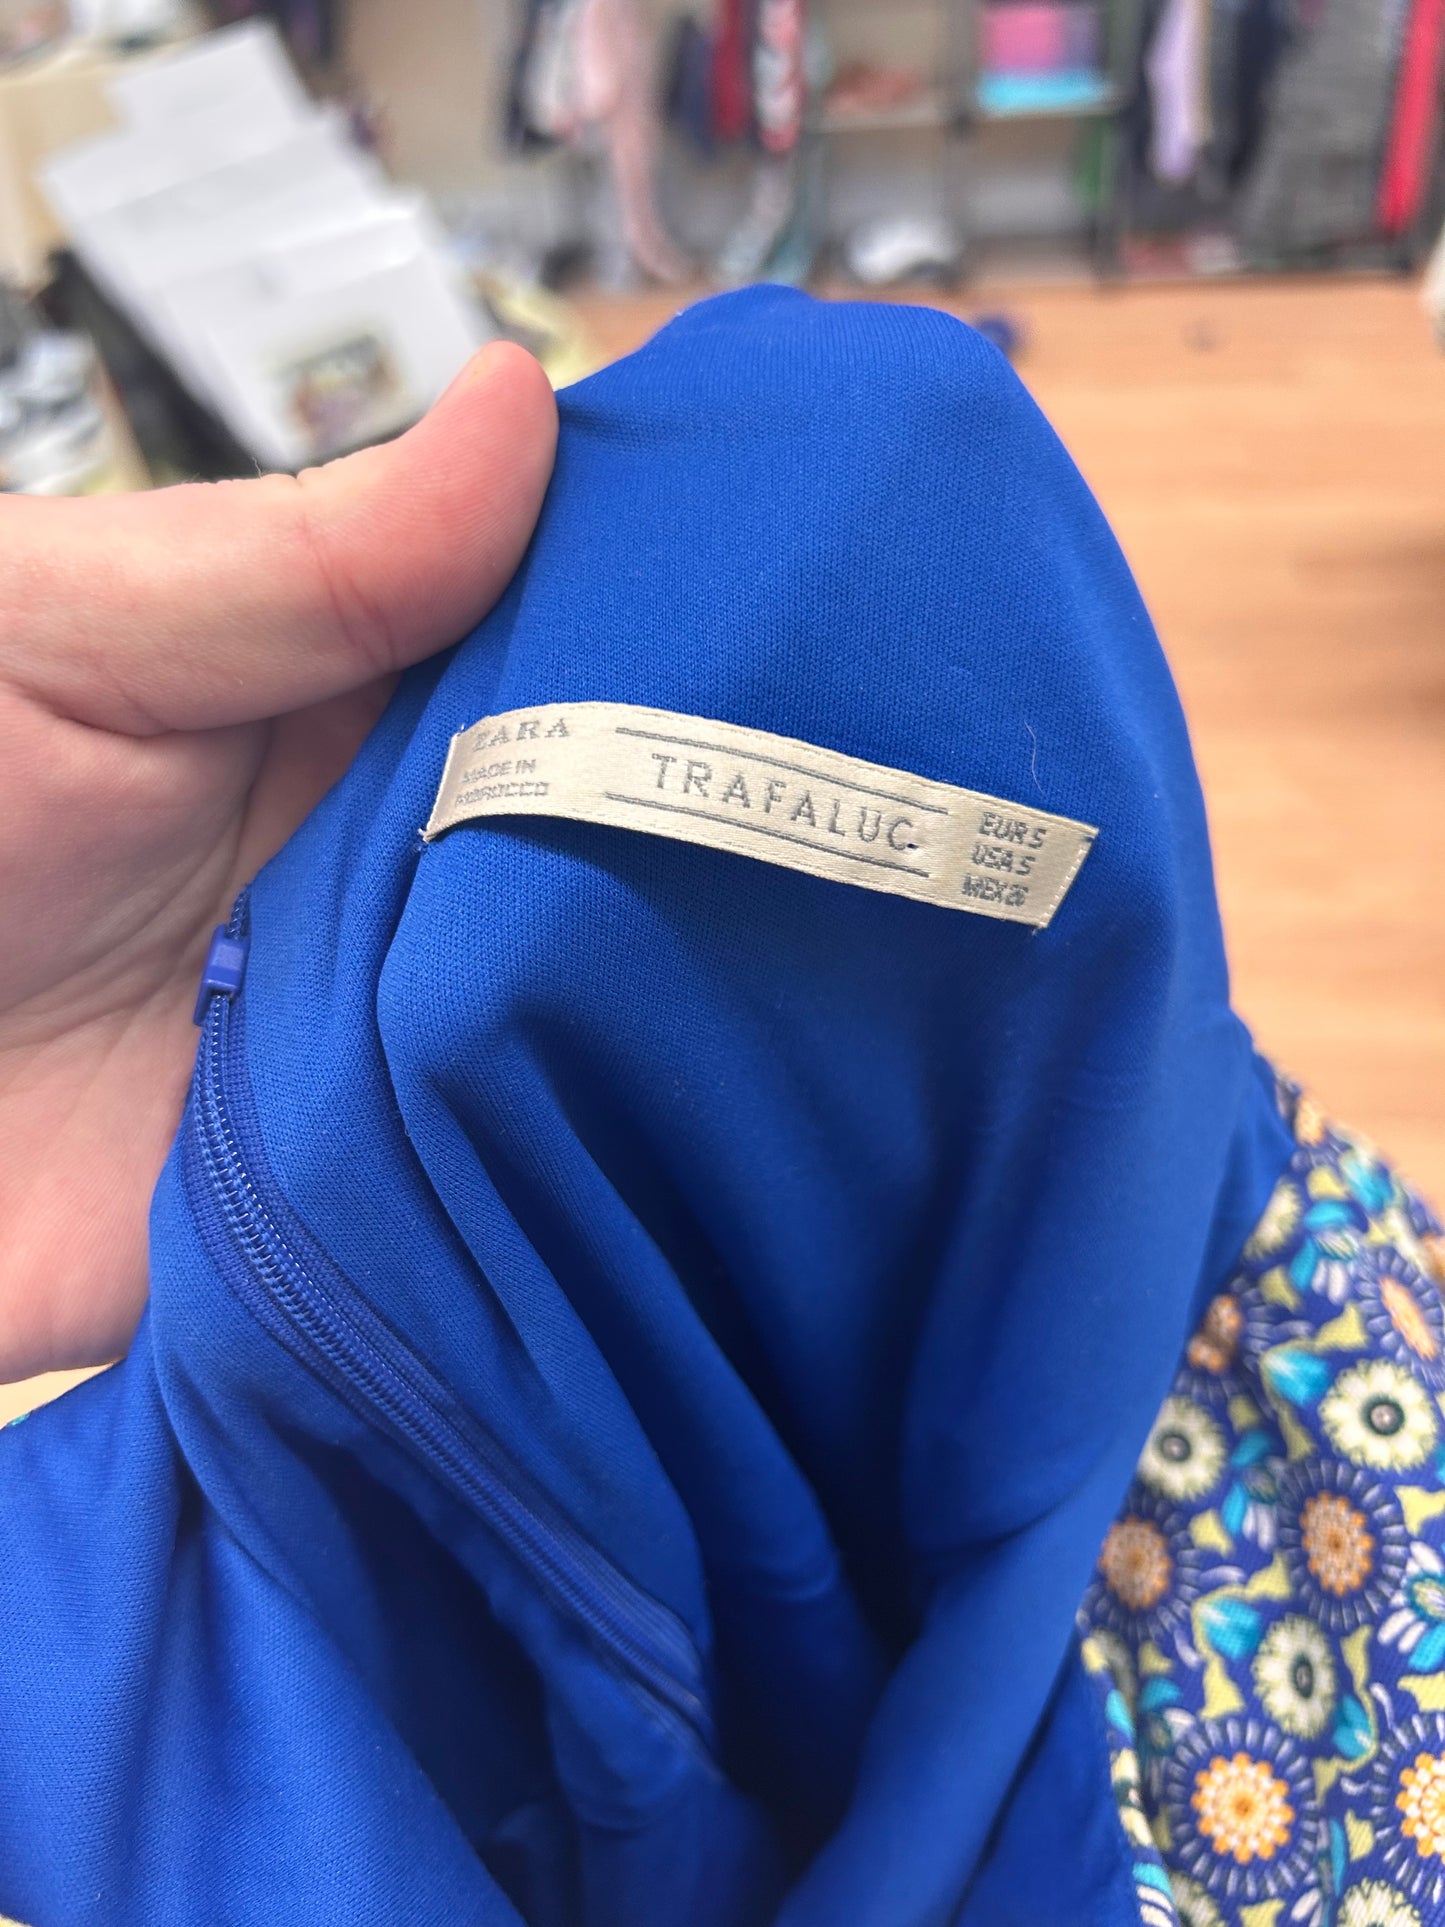 ZARA
MADE IN
MOROCCO
TRAFALUC
EUR S
USA S
MEX 26